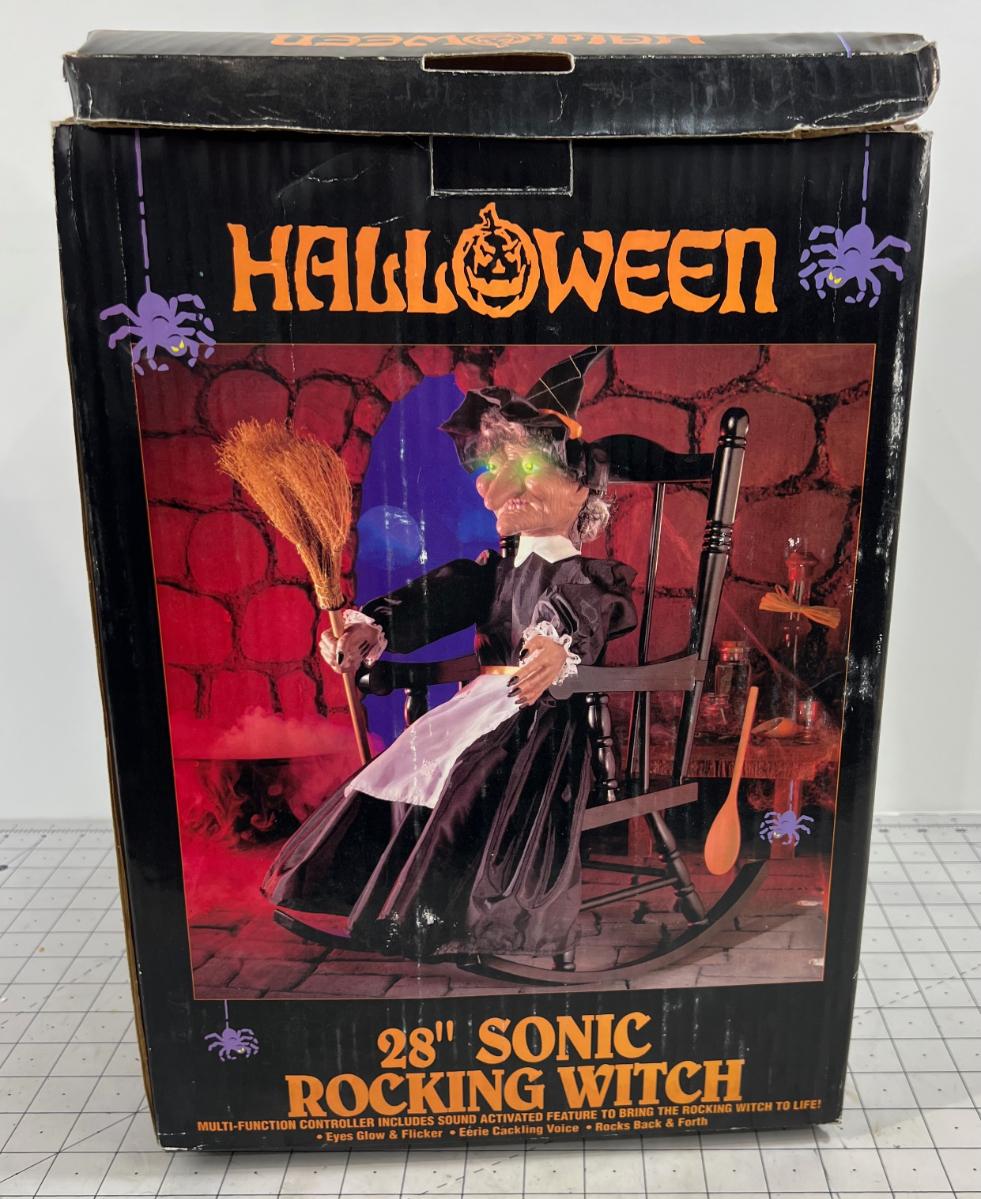 HALLOWEEN
HALLOWEEN
28" SONIC
ROCKING WITCH
MULTI-FUNCTION CONTROLLER INCLUDES SOUND ACTIVATED FEATURE TO BRING THE ROCKING WITCH TO LIFE!
• Eyes Glow & Flicker • Eerie Cackling Voice • Rocks Back & Forth